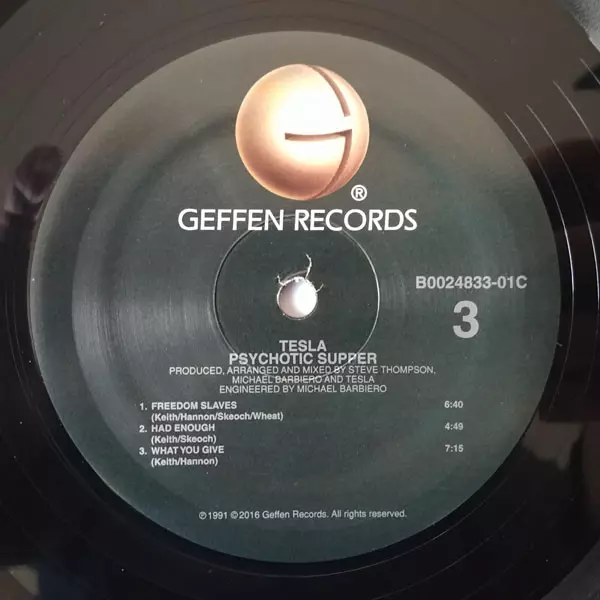 G
®
GEFFEN RECORDS
B0024833-01C
3
TESLA
PSYCHOTIC SUPPER
PRODUCED, ARRANGED AND MIXED BY STEVE THOMPSON,
MICHAEL BARBIERO AND TESLA
ENGINEERED BY MICHAEL BARBIERO
1. FREEDOM SLAVES 6:40
(Keith/Hannon/Skeoch/Wheat)
2. HAD ENOUGH 4:49
(Keith/Skeoch)
3. WHAT YOU GIVE 7:15
(Keith/Hannon)
℗1991 ©2016 Geffen Records. All rights reserved.